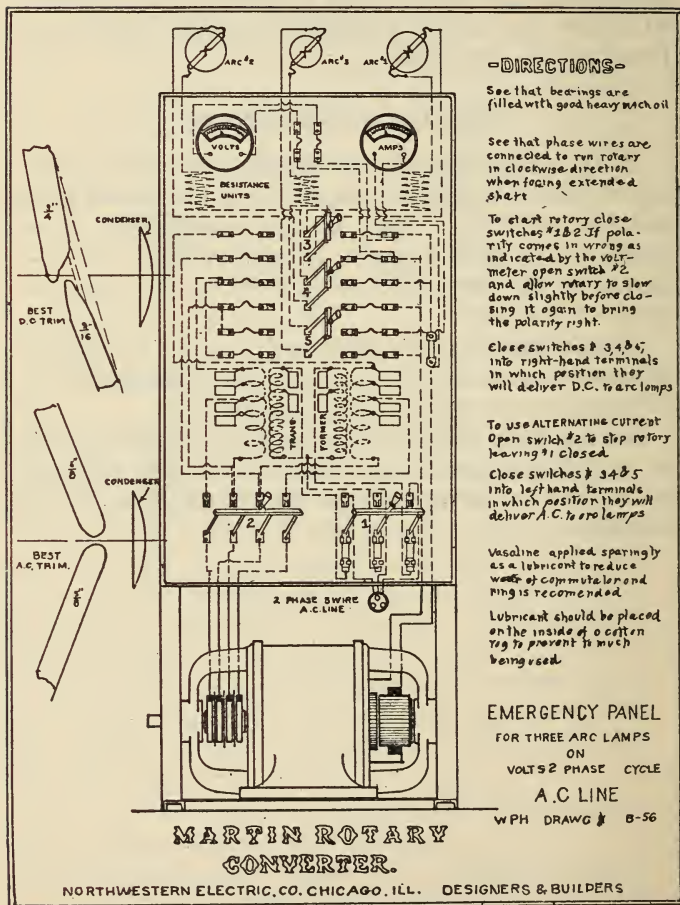 ARC #2
ARC #3
ARC #1
VOLTS
AMPS
RESISTANCE
UNITS
3
4
5
CONDENSER
BEST
D.C TRIM
TRANS
FORMER
CONDENGER
BEST
A.C. TRIM.
2
1
2 PHASE 3WIRE
A.C. LINE
-DIRECTIONS-
See that bearings are
filled with good heavy mach oil
See that phase wires are
connected to run rotary
in clockwise direction
when facing extended
shaft
To start rotary close
switches #1&2. If pola-
rity comes in wrong as
indicated by the volt-
meter open switch #2
and allow rotary to slow
down slightly before clo-
sing it again to bring
the polarity right.
Close switches # 3,4&5,
into right-hand terminals
in which position they
will deliver D.C. to arc lamps
To use ALTERNATING current
Open swich #2 to stop rotary
leaving #1 closed
Close switches # 34&5
into left hand terminals
in which position they will
deliver A.C. to arc lamps
Vasaline applied sparingly
as a lubricant to reduce
wear of commutator and
ring is recomended
Lubricant should be placed
on the inside of a cotton
rag to prevent to much
being used
EMERGENCY PANEL
FOR THREE ARC LAMPS
ON
VOLTS 2 PHASE CYCLE
A.C LINE
WPH DRAWG # B-56
MARTIN ROTARY
CONVERTER.
NORTHWESTERN ELECTRIC. CO. CHICAGO. ILL. DESIGNERS & BUILDERS